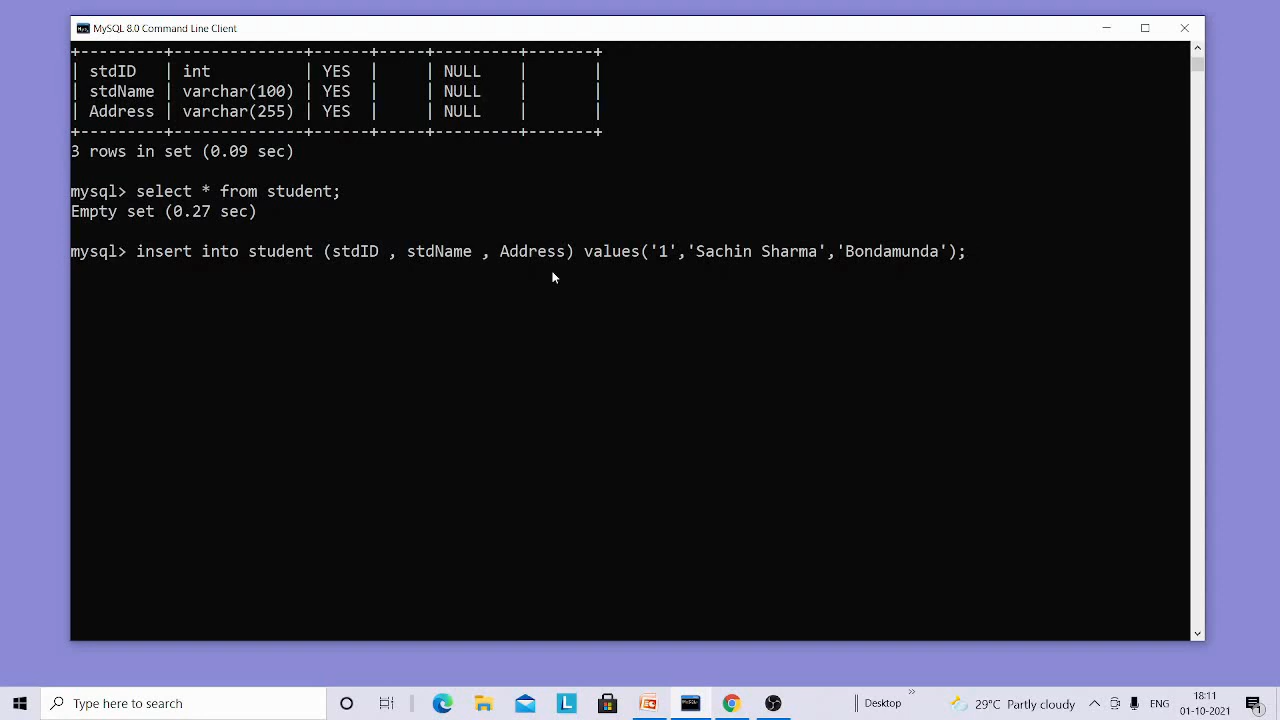 MySQL 8.0 Command Line Client
+----------+---------------+------+-----+---------+-------+
| stdID | int | YES | | NULL | |
| stdName | varchar(100) | YES | | NULL | |
| Address | varchar(255) | YES | | NULL | |
+----------+---------------+------+-----+---------+-------+
3 rows in set (0.09 sec)
mysql> select * from student;
Empty set (0.27 sec)
mysql> insert into student (stdID , stdName , Address) values('1','Sachin Sharma','Bondamunda');
Type here to search
L
Desktop
29°C Partly cloudy
ENG
18:11
01-10-2021